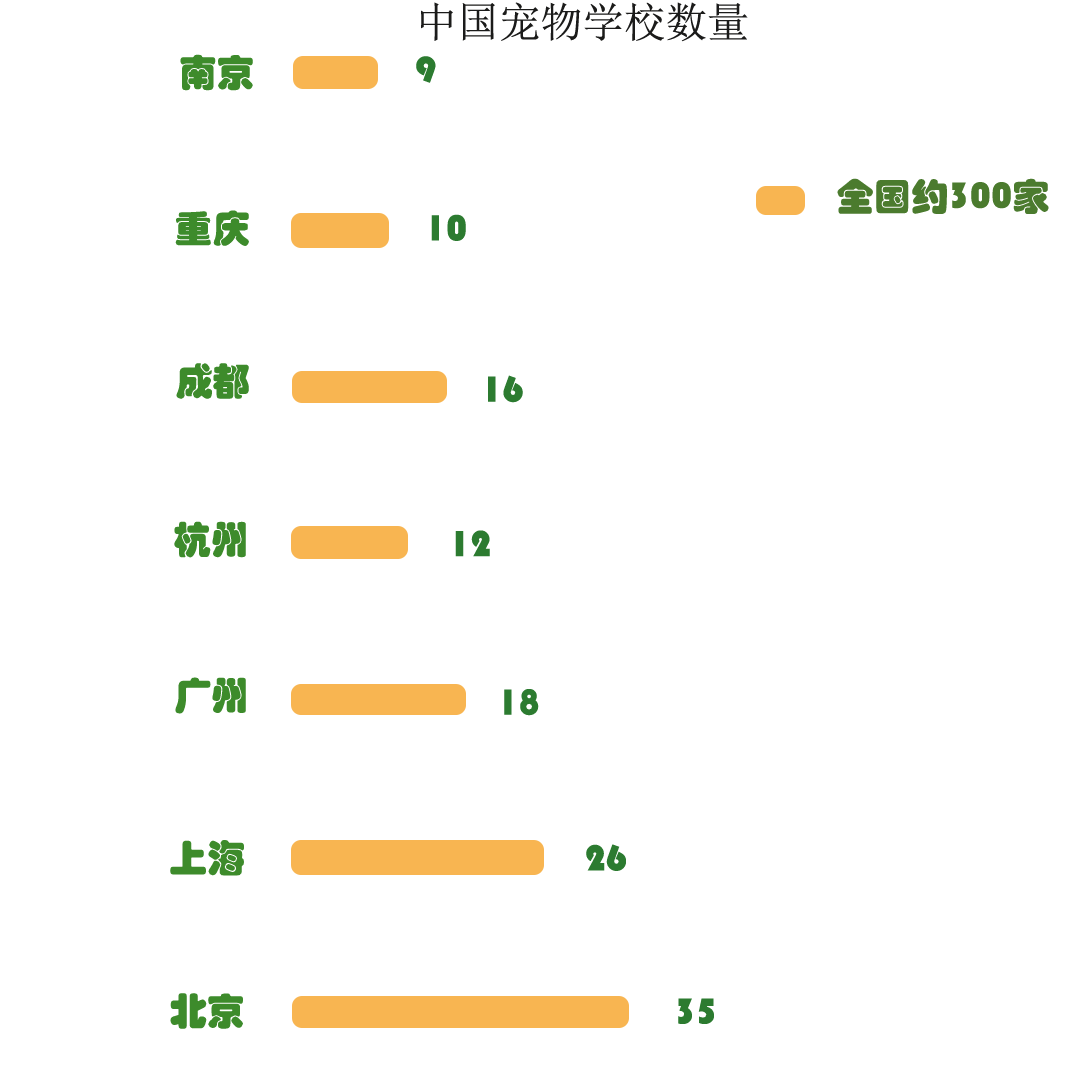 中国宠物学校数量
南京 9
全国约300家
重庆 10
成都 16
杭州 12
广州 18
上海 26
北京 35